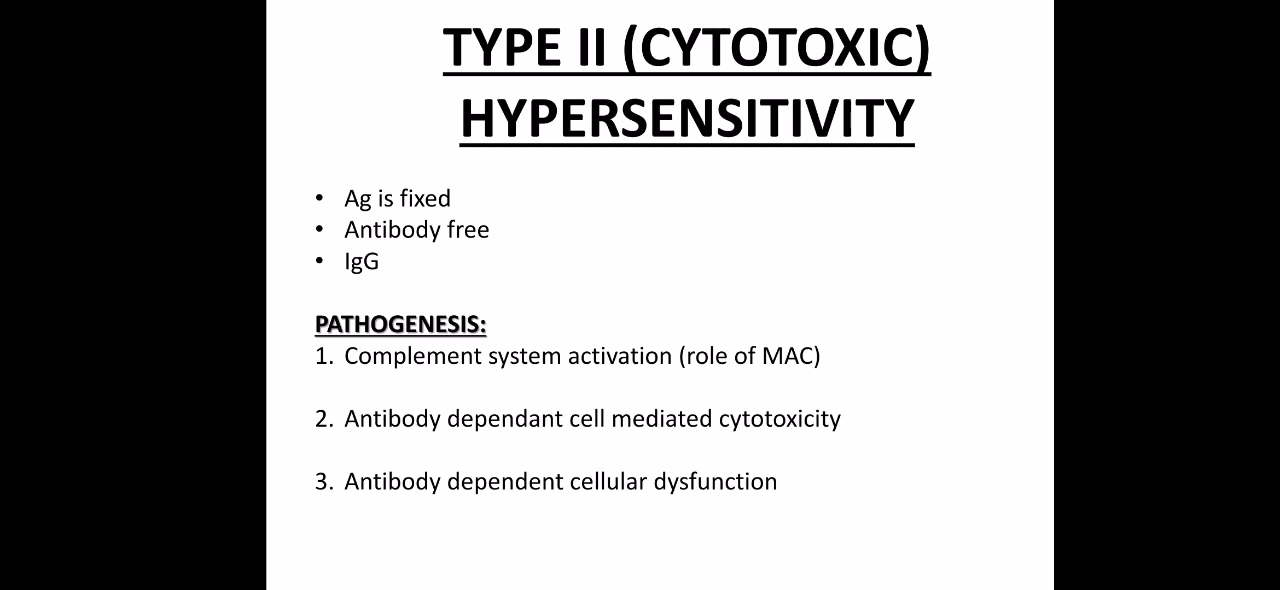 TYPE II (CYTOTOXIC)
HYPERSENSITIVITY
• Ag is fixed
• Antibody free
• IgG
PATHOGENESIS:
1. Complement system activation (role of MAC)
2. Antibody dependant cell mediated cytotoxicity
3. Antibody dependent cellular dysfunction